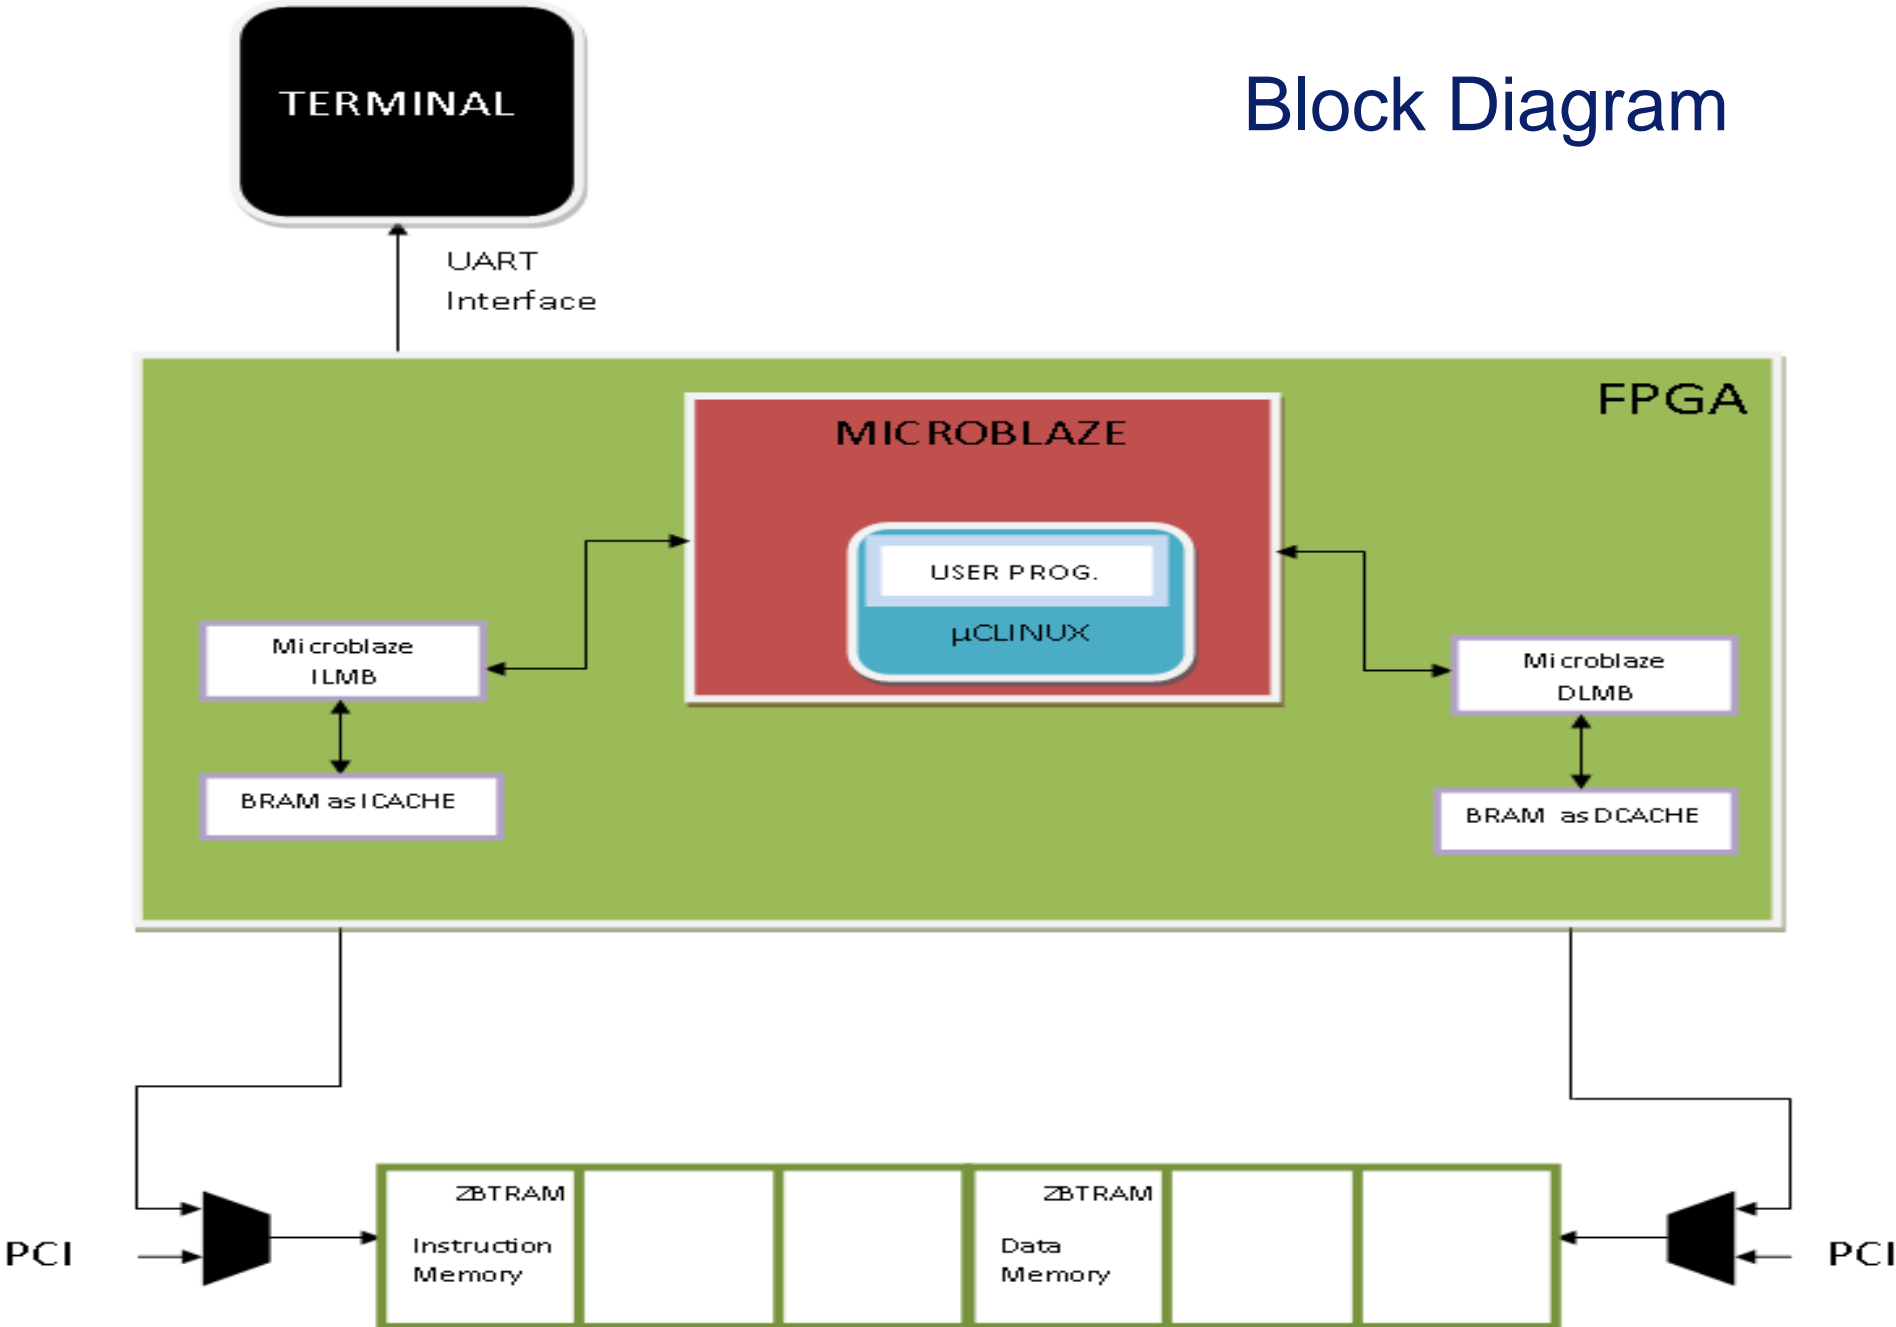 Block Diagram
TERMINAL
UART
Interface
FPGA
MICROBLAZE
USER PROG.
µCLINUX
Microblaze
ILMB
BRAM as ICACHE
Microblaze
DLMB
BRAM as DCACHE
PCI
ZBTRAM
Instruction
Memory
ZBTRAM
Data
Memory
PCI